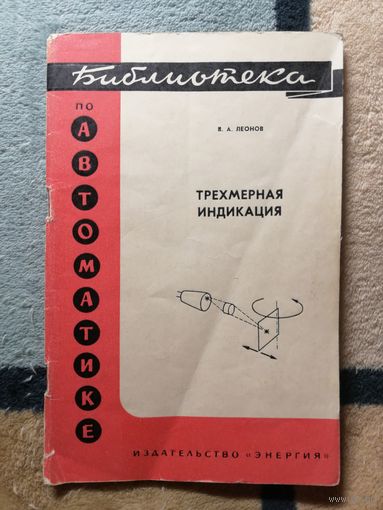 Библиотека
ПО
АВТОМАТИКЕ
В. А. ЛЕОНОВ
ТРЕХМЕРНАЯ
ИНДИКАЦИЯ
ИЗДАТЕЛЬСТВО «ЭНЕРГИЯ»